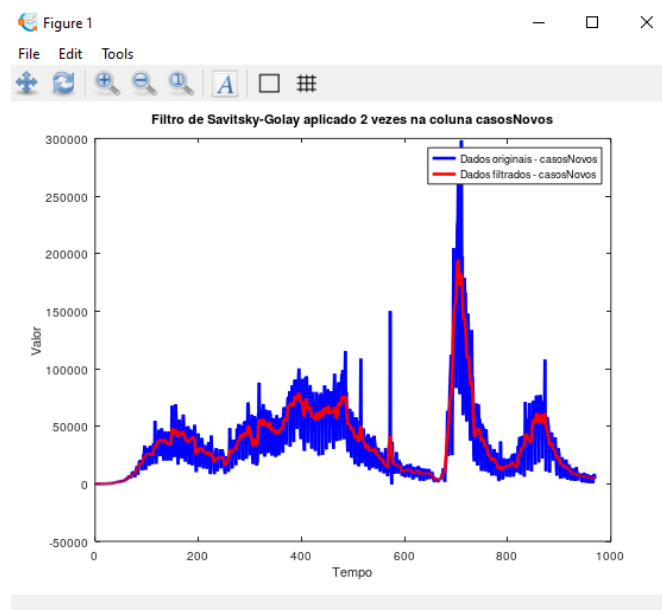 Figure 1
File Edit Tools
A
Filtro de Savitsky-Golay aplicado 2 vezes na coluna casosNovos
300000
250000
200000
150000
100000
50000
0
-50000
Valor
Dados originais - casosNovos
Dados filtrados - casosNovos
0 200 400 600 800 1000
Tempo